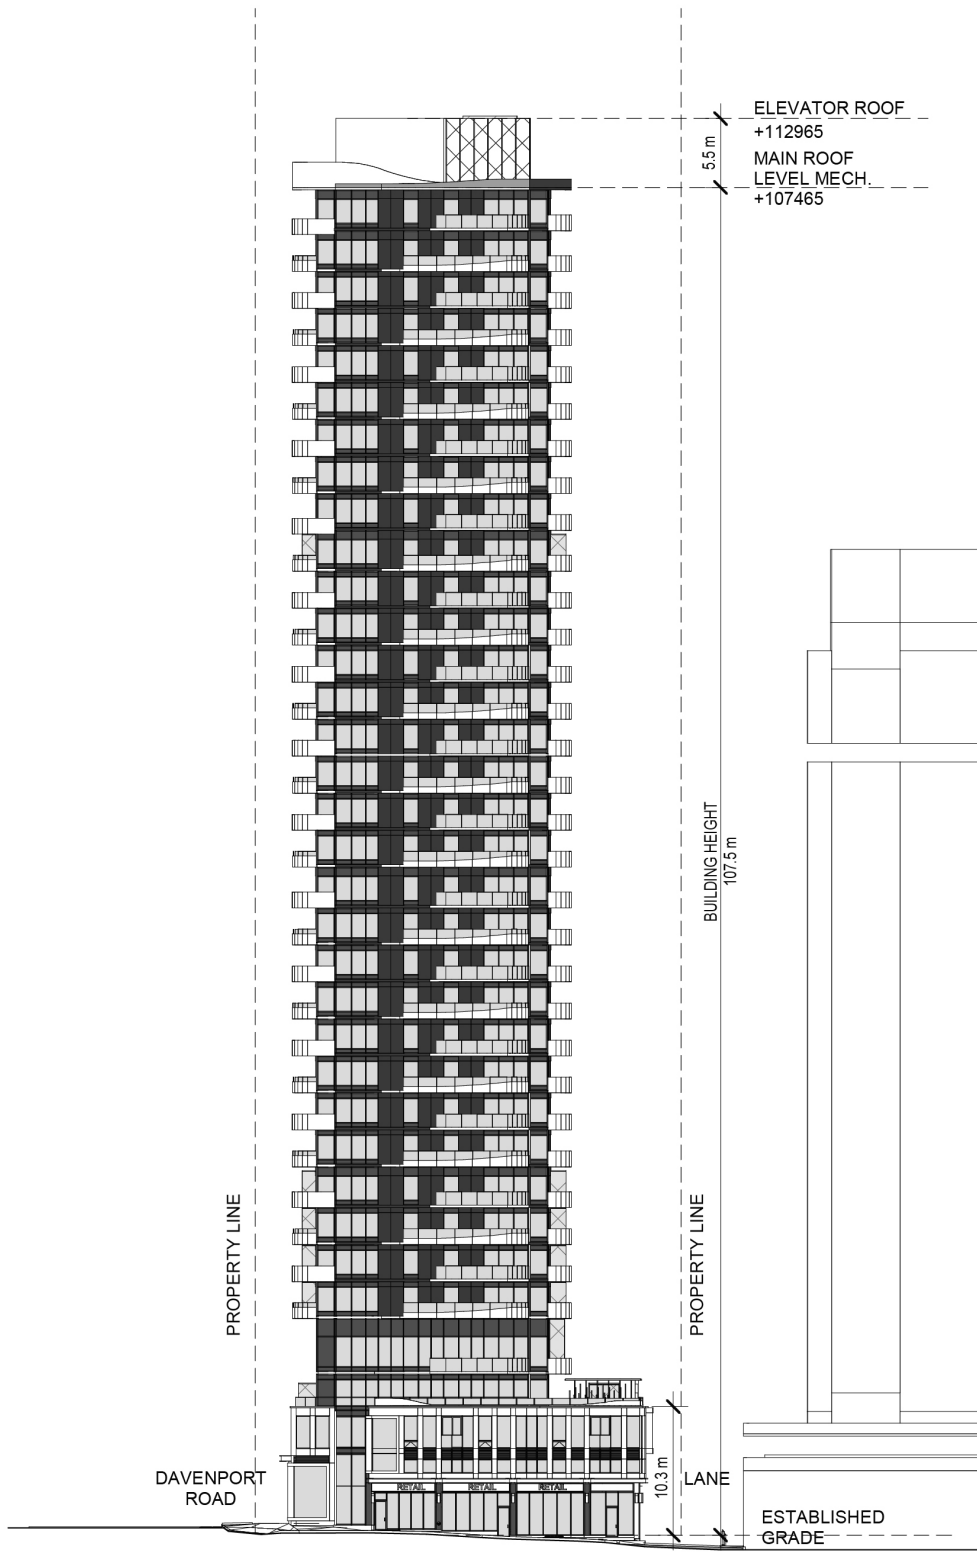 ELEVATOR ROOF
+112965
MAIN ROOF
LEVEL MECH.
+107465
5.5 m
BUILDING HEIGHT
107.5 m
PROPERTY LINE
PROPERTY LINE
10.3 m
DAVENPORT
ROAD
RETAIL
RETAIL
RETAIL
LANE
ESTABLISHED
GRADE